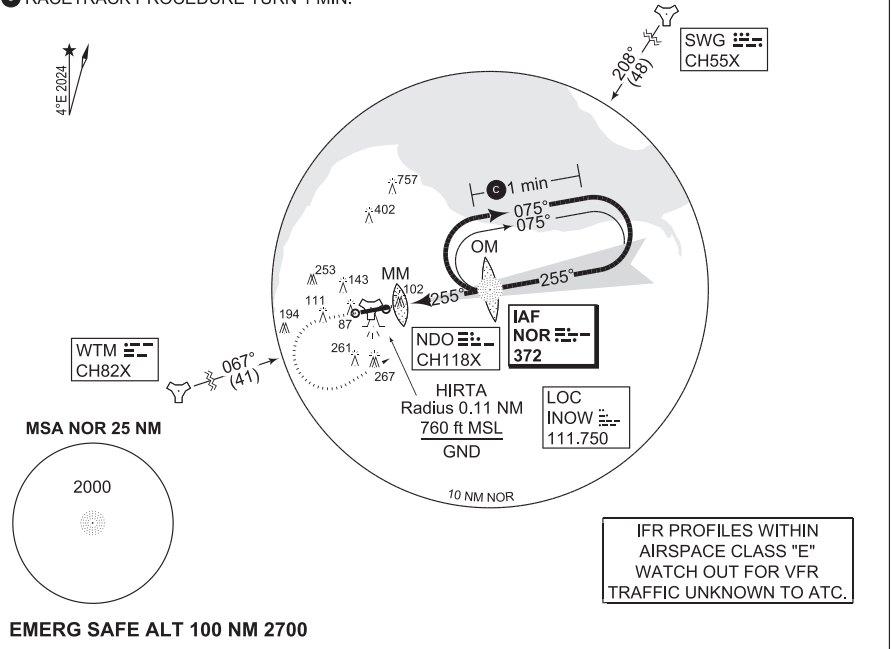 C RACETRACK PROCEDURE TURN 1 MIN.
SWG
CH55X
208°
(48)
4°E 2024
757
402
C 1 min
075°
075°
OM
253
143
MM
102
255°
255°
111
194
87
IAF
NOR
372
NDO
CH118X
WTM
CH82X
067°
(41)
261
267
HIRTA
Radius 0.11 NM
760 ft MSL
GND
LOC
INOW
111.750
MSA NOR 25 NM
2000
10 NM NOR
IFR PROFILES WITHIN
AIRSPACE CLASS "E"
WATCH OUT FOR VFR
TRAFFIC UNKNOWN TO ATC.
EMERG SAFE ALT 100 NM 2700